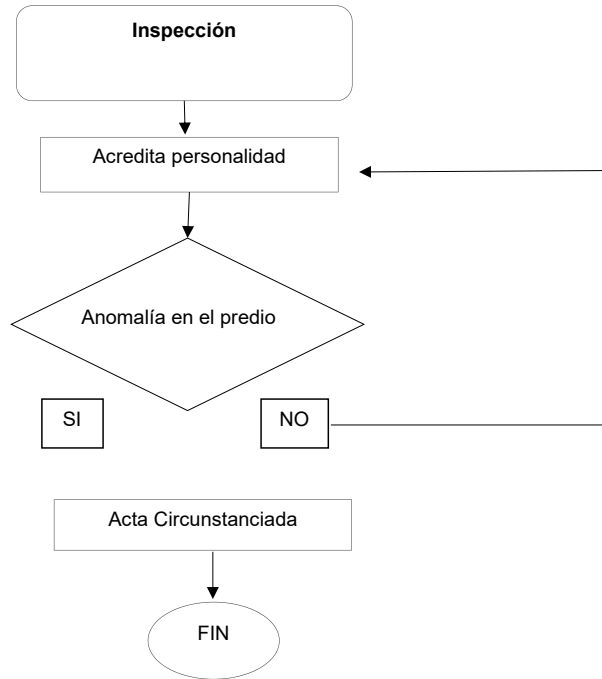 Inspección
Acredita personalidad
Anomalía en el predio
SI
NO
Acta Circunstanciada
FIN